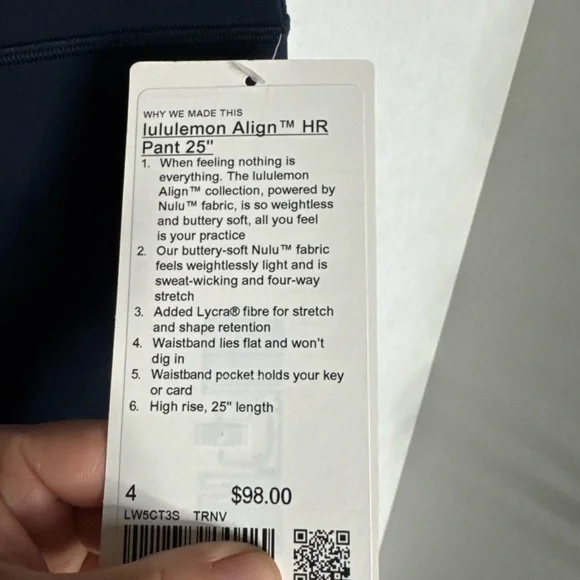 WHY WE MADE THIS
lululemon Align™ HR
Pant 25"
1. When feeling nothing is
everything. The lululemon
Align™ collection, powered by
Nulu™ fabric, is so weightless
and buttery soft, all you feel
is your practice
2. Our buttery-soft Nulu™ fabric
feels weightlessly light and is
sweat-wicking and four-way
stretch
3. Added Lycra® fibre for stretch
and shape retention
4. Waistband lies flat and won't
dig in
5. Waistband pocket holds your key
or card
6. High rise, 25" length
4 $98.00
LW5CT3S TRNV